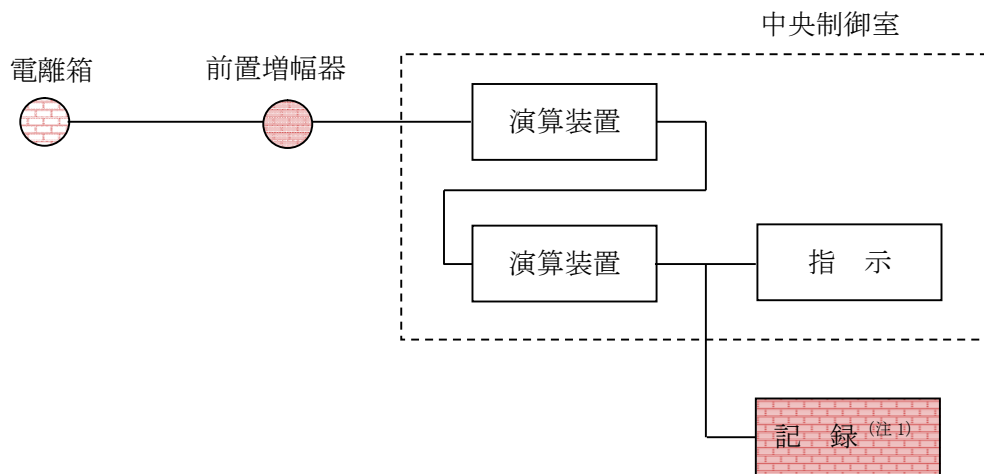 中央制御室
電離箱
前置増幅器
演算装置
演算装置
指 示
記 録 (注1)